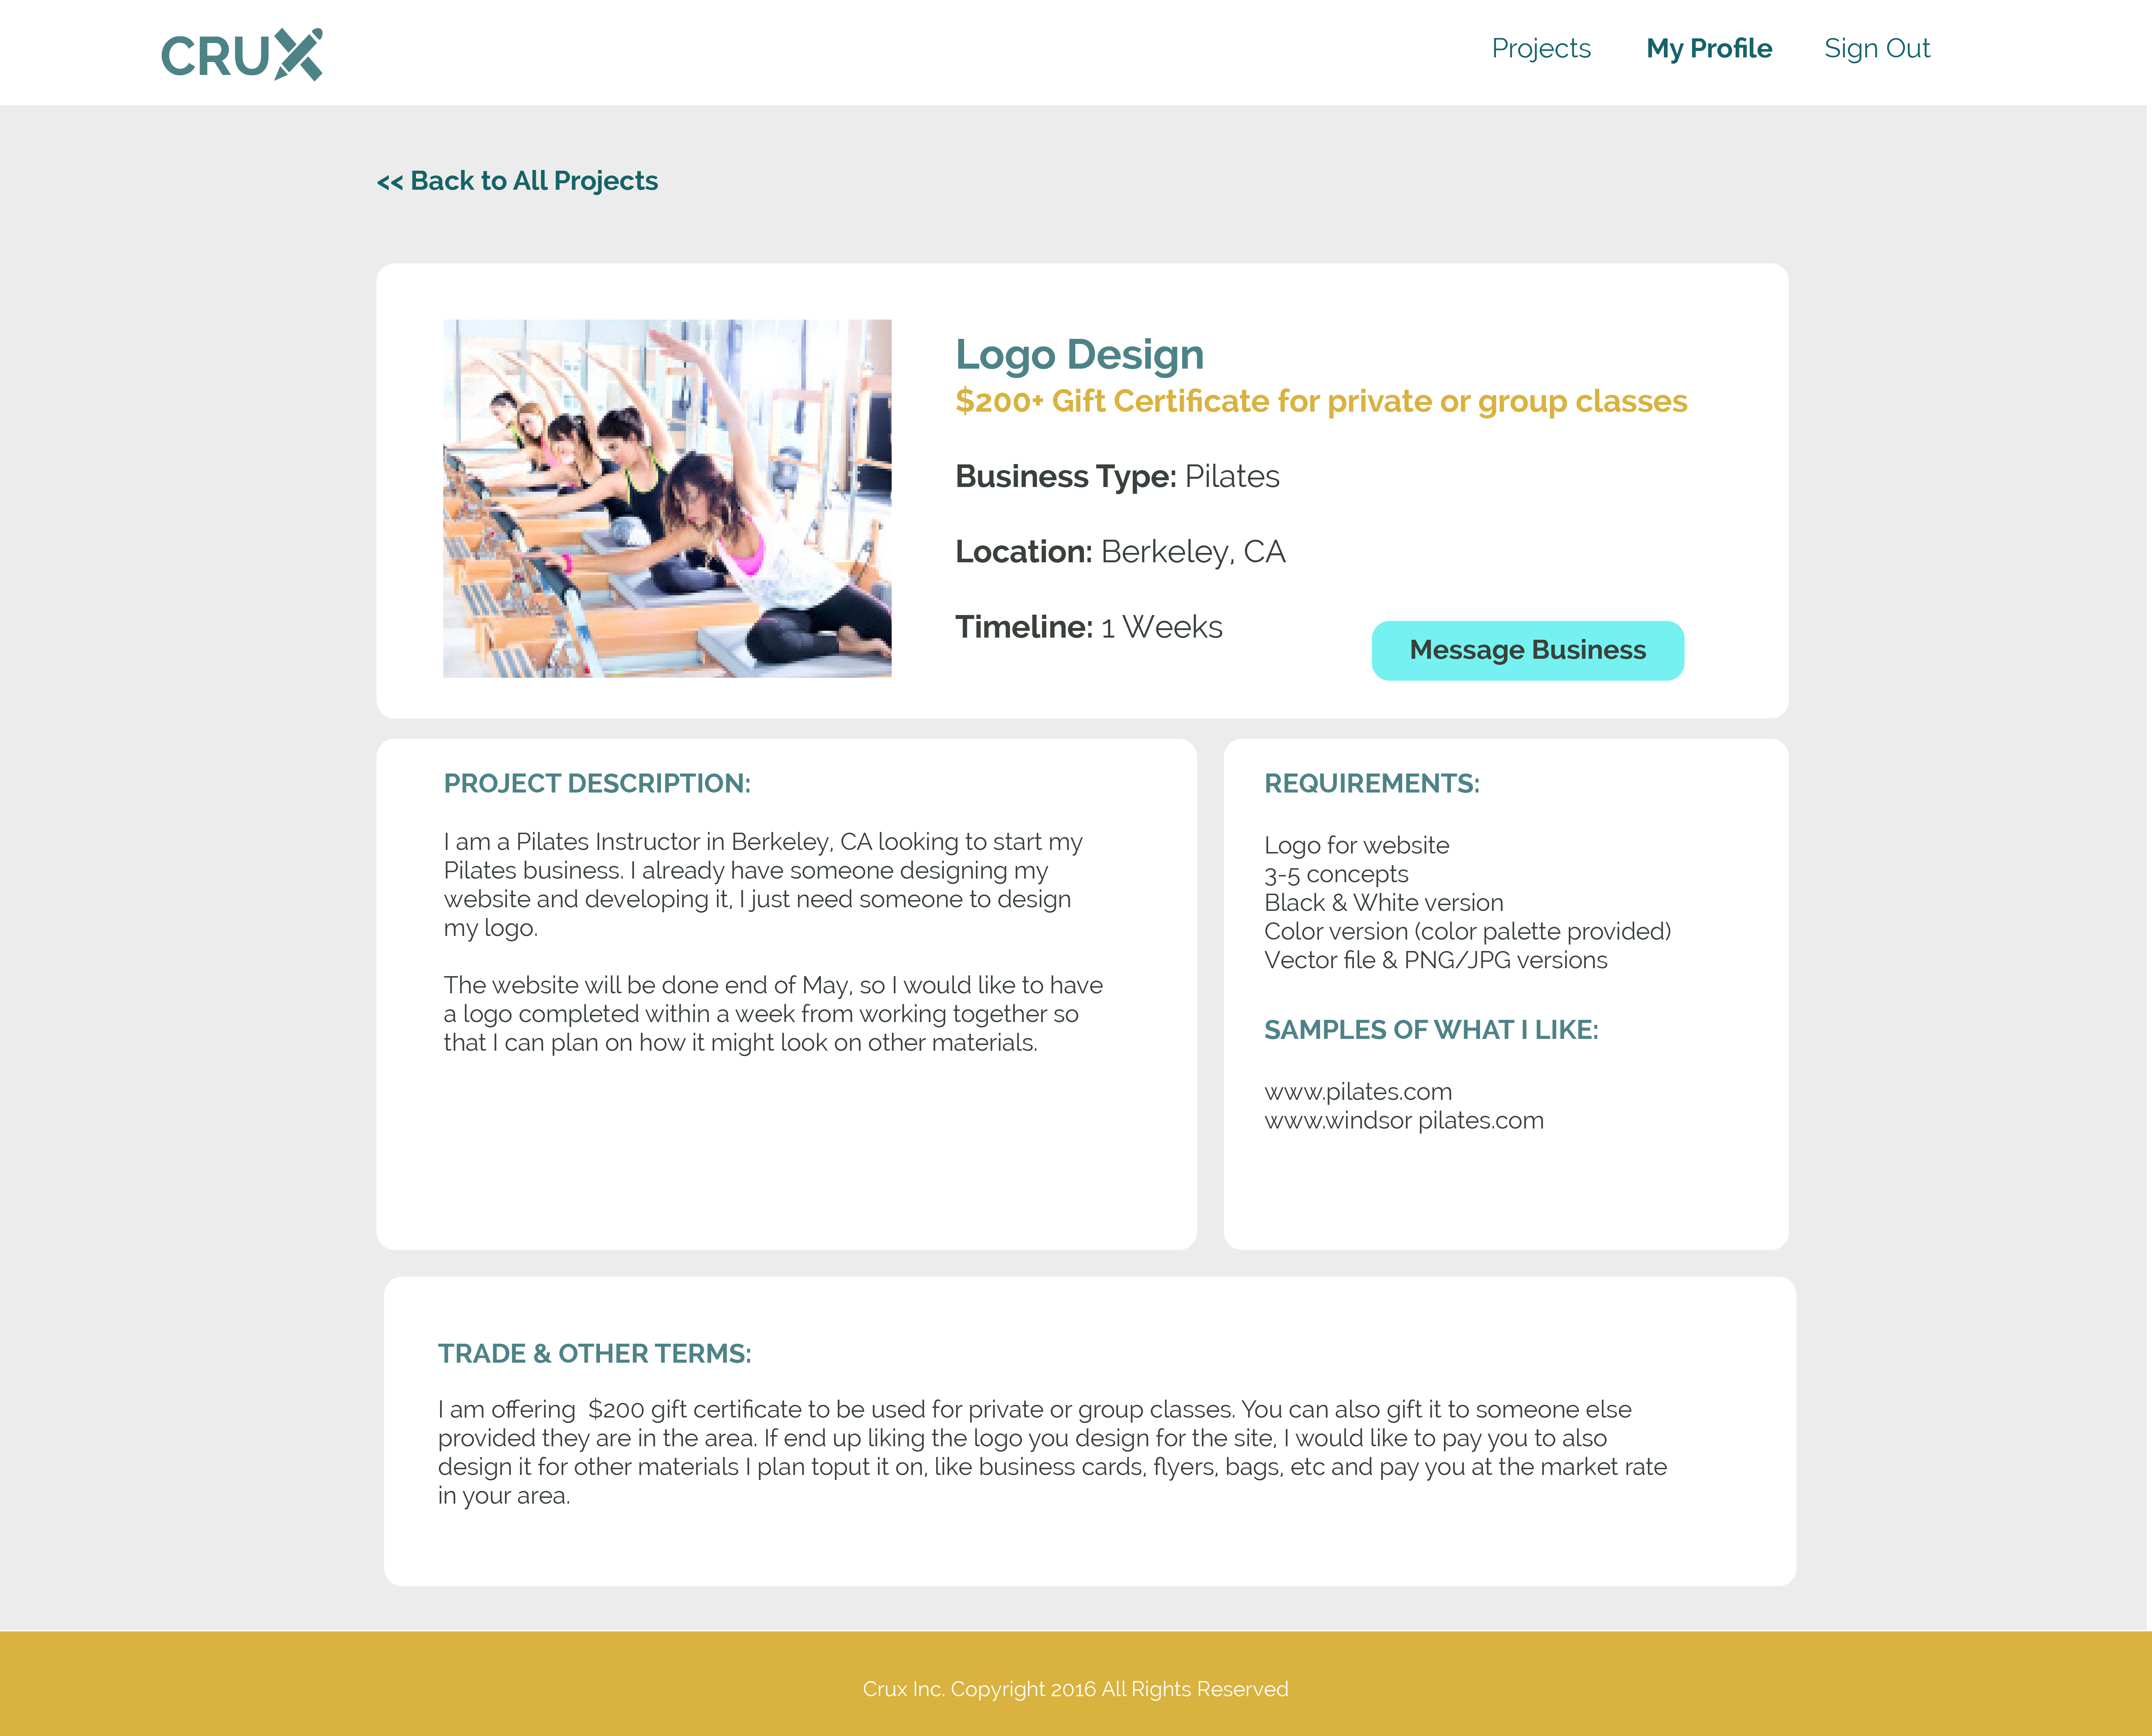 CRUX
Projects My Profile Sign Out
<< Back to All Projects
Logo Design
$200+ Gift Certificate for private or group classes
Business Type: Pilates
Location: Berkeley, CA
Timeline: 1 Weeks
Message Business
PROJECT DESCRIPTION:
I am a Pilates Instructor in Berkeley, CA looking to start my
Pilates business. I already have someone designing my
website and developing it, I just need someone to design
my logo.
The website will be done end of May, so I would like to have
a logo completed within a week from working together so
that I can plan on how it might look on other materials.
REQUIREMENTS:
Logo for website
3-5 concepts
Black & White version
Color version (color palette provided)
Vector file & PNG/JPG versions
SAMPLES OF WHAT I LIKE:
www.pilates.com
www.windsor pilates.com
TRADE & OTHER TERMS:
I am offering  $200 gift certificate to be used for private or group classes. You can also gift it to someone else
provided they are in the area. If end up liking the logo you design for the site, I would like to pay you to also
design it for other materials I plan toput it on, like business cards, flyers, bags, etc and pay you at the market rate
in your area.
Crux Inc. Copyright 2016 All Rights Reserved